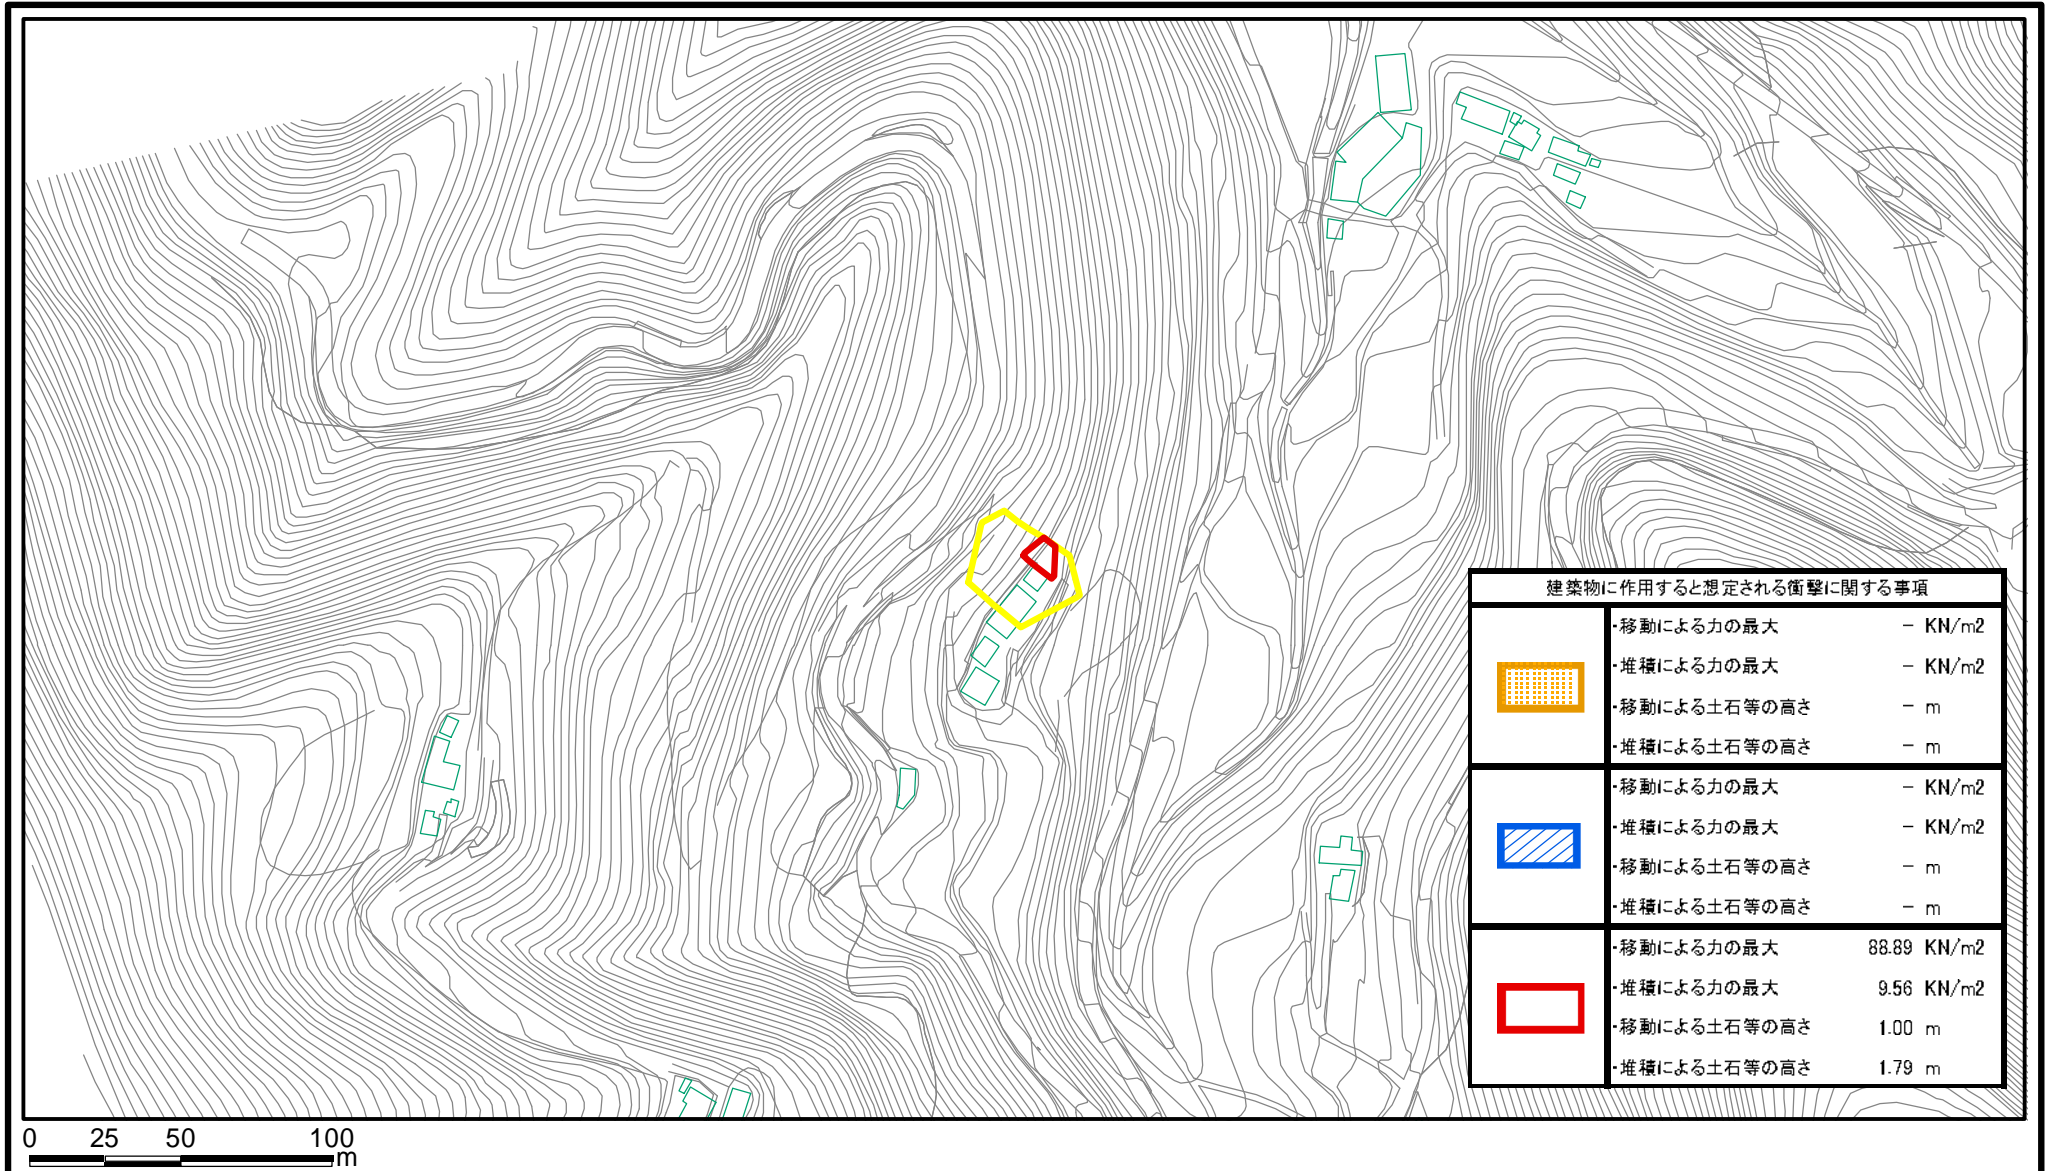 建築物に作用すると想定される衝撃に関する事項
・移動による力の最大 － KN/m2
・堆積による力の最大 － KN/m2
・移動による土石等の高さ － m
・堆積による土石等の高さ － m
・移動による力の最大 － KN/m2
・堆積による力の最大 － KN/m2
・移動による土石等の高さ － m
・堆積による土石等の高さ － m
・移動による力の最大 88.89 KN/m2
・堆積による力の最大 9.56 KN/m2
・移動による土石等の高さ 1.00 m
・堆積による土石等の高さ 1.79 m
0 25 50 100
m